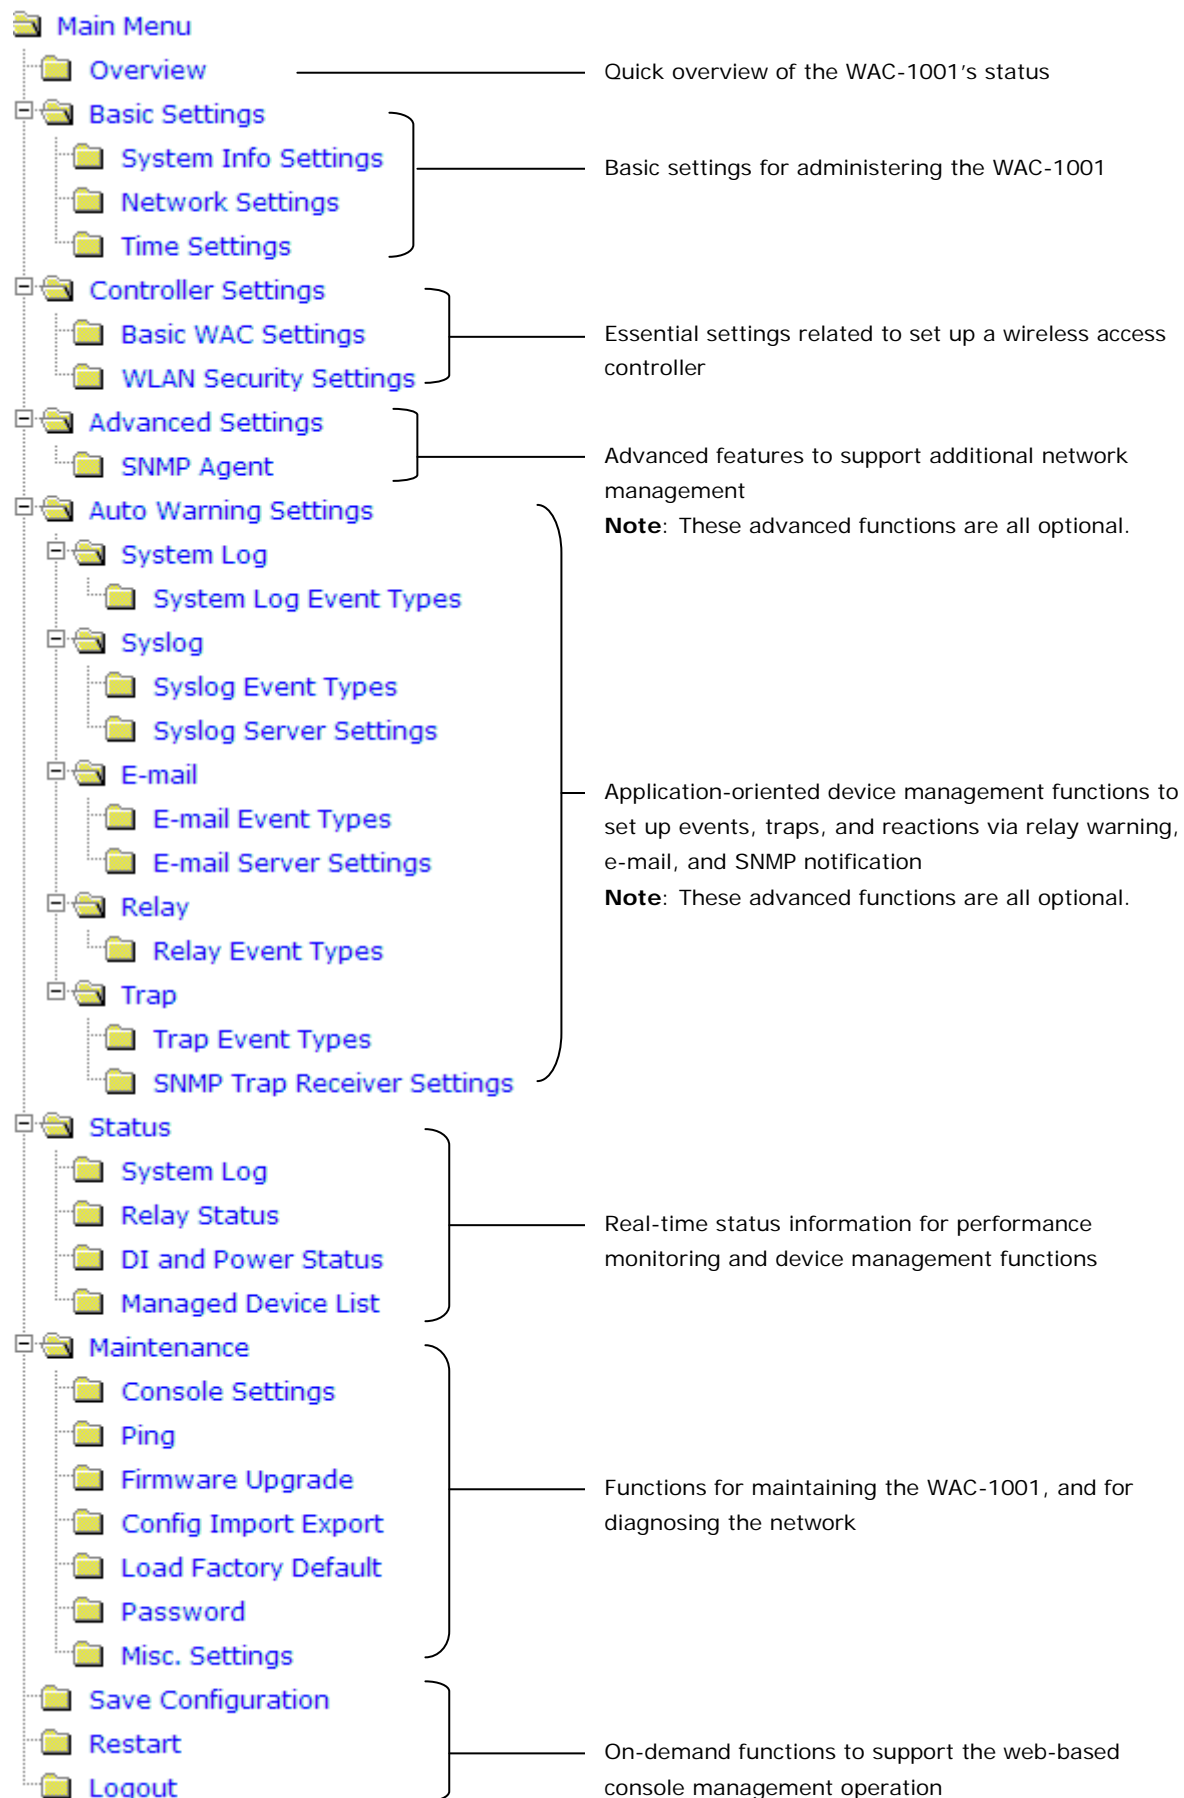 Main Menu
Overview
Quick overview of the WAC-1001's status
Basic Settings
System Info Settings
Basic settings for administering the WAC-1001
Network Settings
Time Settings
Controller Settings
Basic WAC Settings
Essential settings related to set up a wireless access
controller
WLAN Security Settings
Advanced Settings
SNMP Agent
Advanced features to support additional network
management
Note: These advanced functions are all optional.
Auto Warning Settings
System Log
System Log Event Types
Syslog
Syslog Event Types
Syslog Server Settings
E-mail
E-mail Event Types
E-mail Server Settings
Application-oriented device management functions to
set up events, traps, and reactions via relay warning,
e-mail, and SNMP notification
Note: These advanced functions are all optional.
Relay
Relay Event Types
Trap
Trap Event Types
SNMP Trap Receiver Settings
Status
System Log
Relay Status
DI and Power Status
Managed Device List
Real-time status information for performance
monitoring and device management functions
Maintenance
Console Settings
Ping
Firmware Upgrade
Config Import Export
Load Factory Default
Password
Misc. Settings
Functions for maintaining the WAC-1001, and for
diagnosing the network
Save Configuration
Restart
Logout
On-demand functions to support the web-based
console management operation